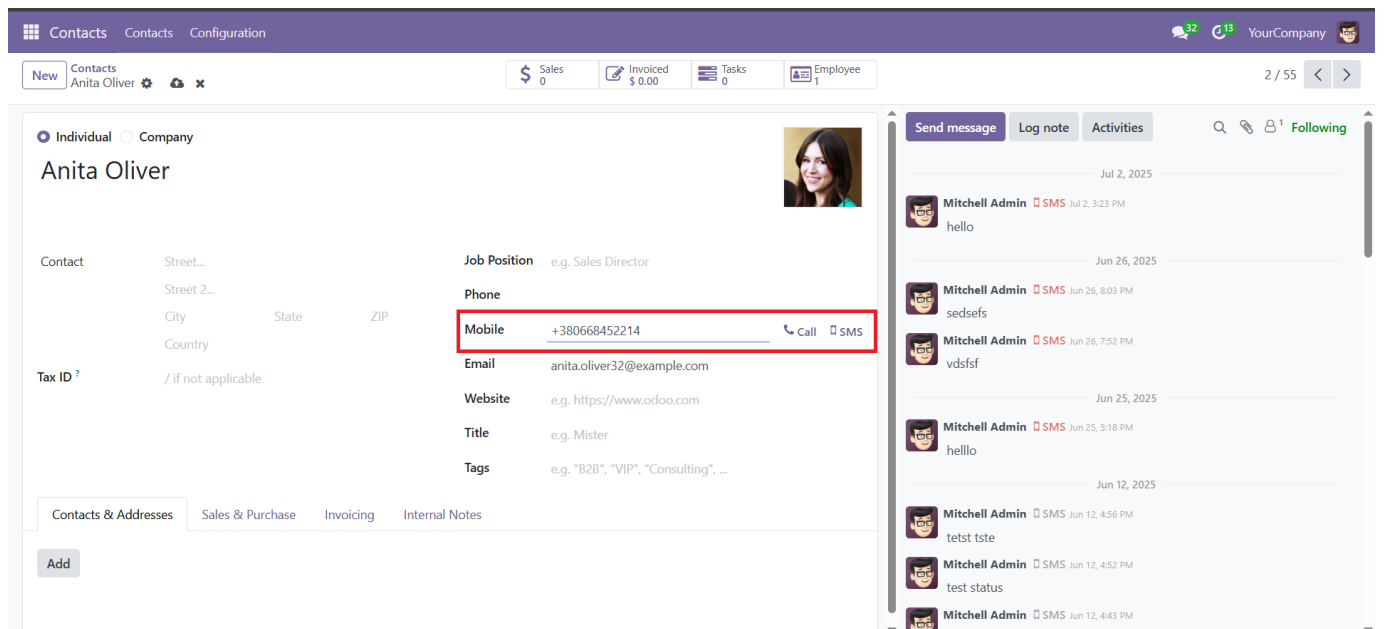 Contacts Contacts Configuration 32 13 YourCompany
New Contacts
Anita Oliver
$ Sales 0
Invoiced $ 0.00
Tasks 0
Employee 1
2 / 55
Individual Company
Anita Oliver
Contact Street...
Street 2...
City State ZIP
Country
Tax ID ? / if not applicable
Job Position e.g. Sales Director
Phone
Mobile +380668452214 Call SMS
Email anita.oliver32@example.com
Website e.g. https://www.odoo.com
Title e.g. Mister
Tags e.g. "B2B", "VIP", "Consulting", ...
Contacts & Addresses Sales & Purchase Invoicing Internal Notes
Add
Send message Log note Activities 1 Following
Jul 2, 2025
Mitchell Admin SMS Jul 2, 3:23 PM
hello
Jun 26, 2025
Mitchell Admin SMS Jun 26, 8:03 PM
sedsefs
Mitchell Admin SMS Jun 26, 7:52 PM
vdsfsf
Jun 25, 2025
Mitchell Admin SMS Jun 25, 5:18 PM
helllo
Jun 12, 2025
Mitchell Admin SMS Jun 12, 4:56 PM
tetst tste
Mitchell Admin SMS Jun 12, 4:52 PM
test status
Mitchell Admin SMS Jun 12, 4:43 PM